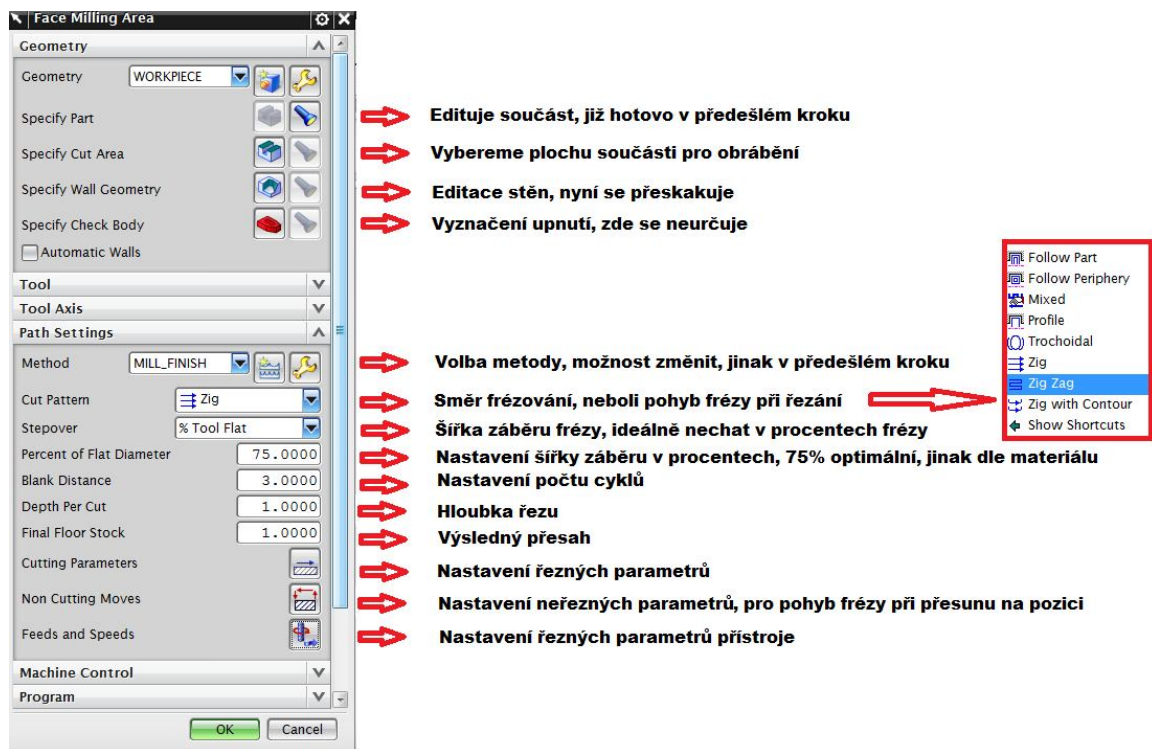 Face Milling Area
Geometry
Geometry WORKPIECE
Specify Part Edituje součást, již hotovo v předešlém kroku
Specify Cut Area Vybereme plochu součásti pro obrábění
Specify Wall Geometry Editace stěn, nyní se přeskakuje
Specify Check Body Vyznačení upnutí, zde se neurčuje
Automatic Walls
Tool
Tool Axis
Path Settings
Method MILL_FINISH Volba metody, možnost změnit, jinak v předešlém kroku
Cut Pattern Zig Směr frézování, neboli pohyb frézy při řezání
Stepover % Tool Flat Šířka záběru frézy, ideálně nechat v procentech frézy
Percent of Flat Diameter 75.0000 Nastavení šířky záběru v procentech, 75% optimální, jinak dle materiálu
Blank Distance 3.0000 Nastavení počtu cyklů
Depth Per Cut 1.0000 Hloubka řezu
Final Floor Stock 1.0000 Výsledný přesah
Cutting Parameters Nastavení řezných parametrů
Non Cutting Moves Nastavení neřezných parametrů, pro pohyb frézy při přesunu na pozici
Feeds and Speeds Nastavení řezných parametrů přístroje
Machine Control
Program
OK Cancel
Follow Part
Follow Periphery
Mixed
Profile
Trochoidal
Zig
Zig Zag
Zig with Contour
Show Shortcuts